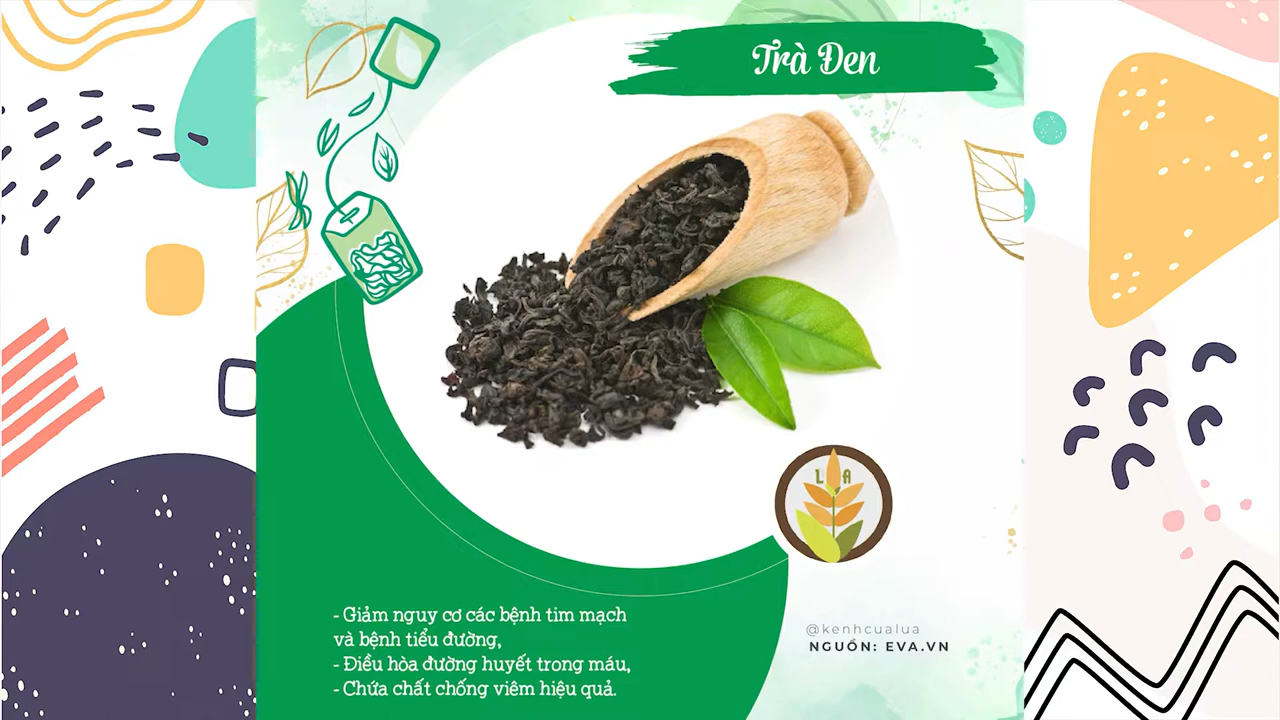 Trà Đen
L A
- Giảm nguy cơ các bệnh tim mạch
và bệnh tiểu đường,
- Điều hòa đường huyết trong máu,
- Chứa chất chống viêm hiệu quả.
@kenhcualua
NGUỒN: EVA.VN